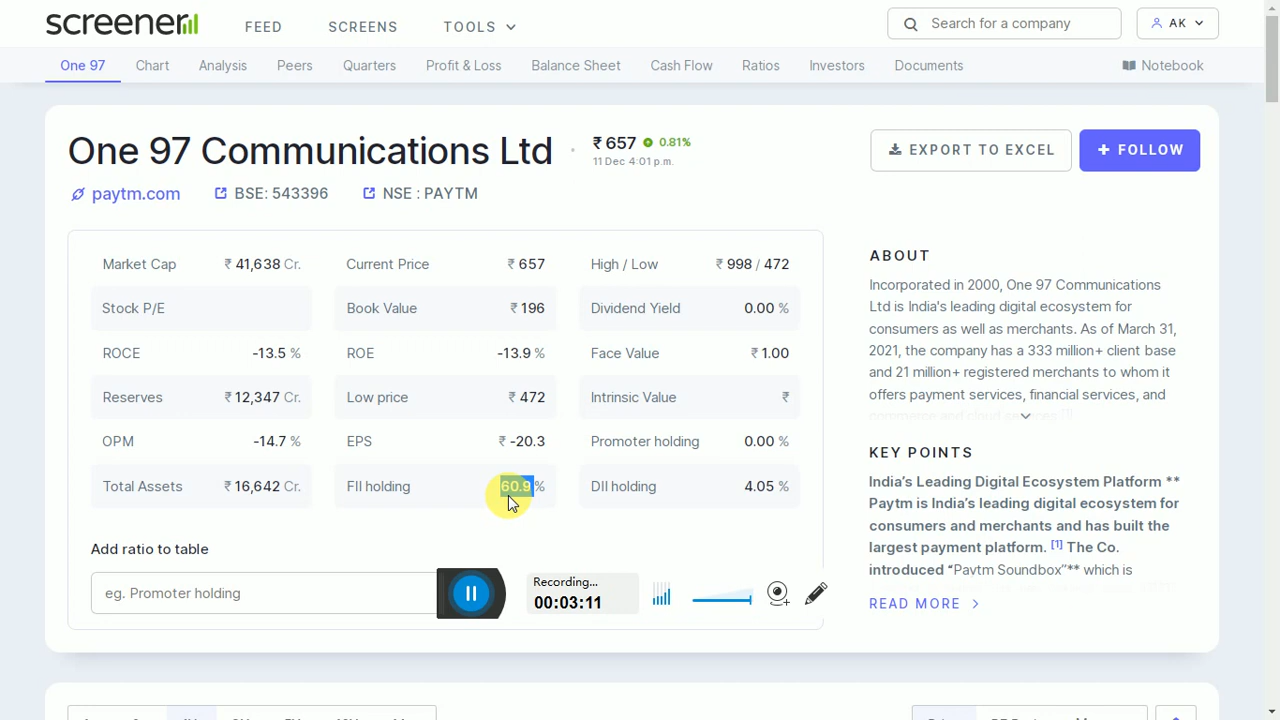 screener FEED SCREENS TOOLS Search for a company AK
One 97 Chart Analysis Peers Quarters Profit & Loss Balance Sheet Cash Flow Ratios Investors Documents Notebook
One 97 Communications Ltd · ₹ 657 0.81%
11 Dec 4:01 p.m.
EXPORT TO EXCEL + FOLLOW
paytm.com BSE: 543396 NSE : PAYTM
Market Cap ₹ 41,638 Cr. Current Price ₹ 657 High / Low ₹ 998 / 472
Stock P/E Book Value ₹ 196 Dividend Yield 0.00 %
ROCE -13.5 % ROE -13.9 % Face Value ₹ 1.00
Reserves ₹ 12,347 Cr. Low price ₹ 472 Intrinsic Value ₹
OPM -14.7 % EPS ₹ -20.3 Promoter holding 0.00 %
Total Assets ₹ 16,642 Cr. FII holding 60.9 % DII holding 4.05 %
Add ratio to table
eg. Promoter holding
Recording...
00:03:11
ABOUT
Incorporated in 2000, One 97 Communications
Ltd is India's leading digital ecosystem for
consumers as well as merchants. As of March 31,
2021, the company has a 333 million+ client base
and 21 million+ registered merchants to whom it
offers payment services, financial services, and
commerce and cloud services. [1]
KEY POINTS
India's Leading Digital Ecosystem Platform **
Paytm is India's leading digital ecosystem for
consumers and merchants and has built the
largest payment platform. [1] The Co.
introduced “Paytm Soundbox”** which is
READ MORE